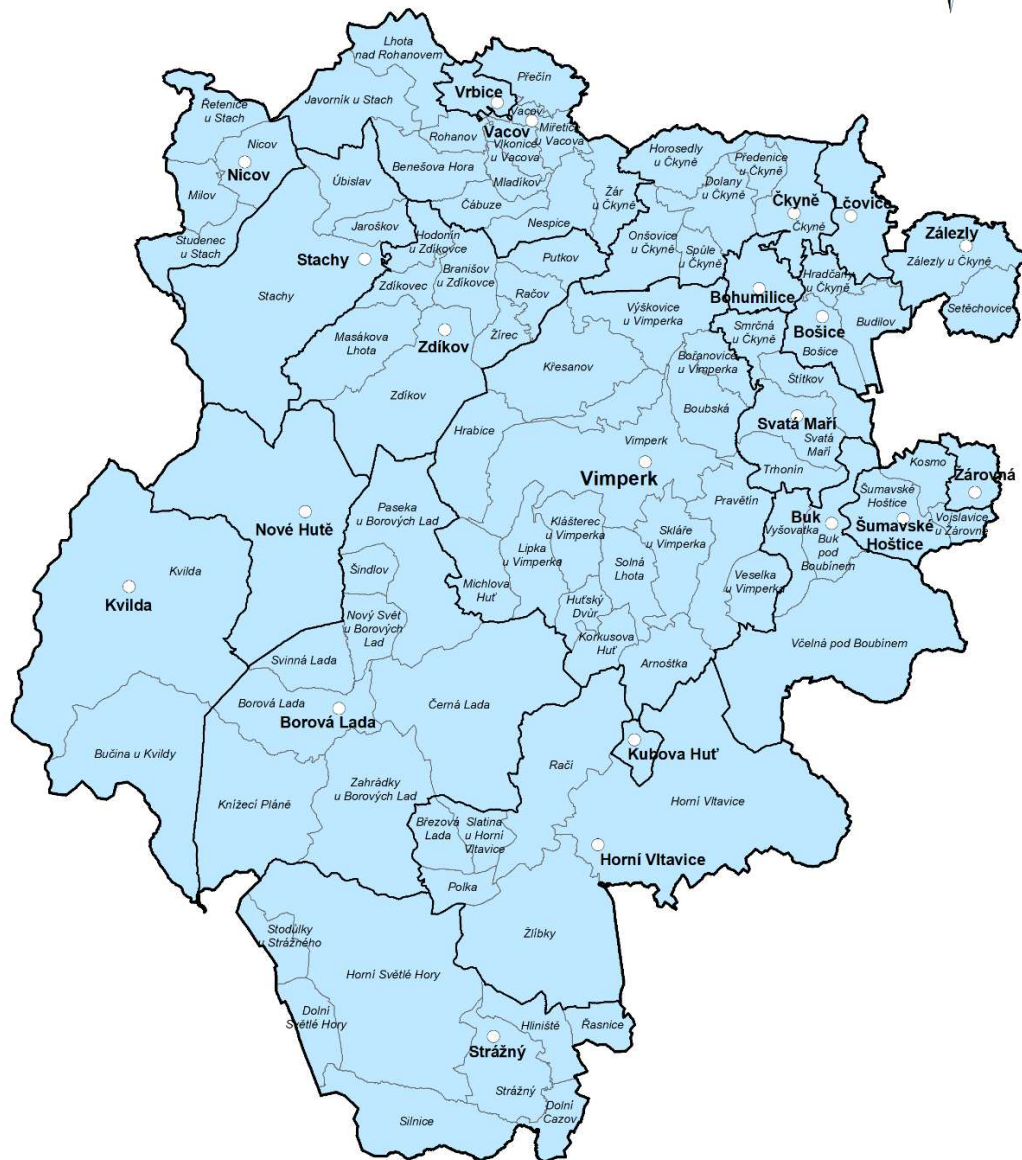 Lhota
nad Rohanovem
Přečín
Vrbice
Řetenice
u Stach
Javorník u Stach
Vacov
Vacov
Miřetice
u Vacova
Rohanov
Vlkonice
u Vacova
Nicov
Nicov
Benešova Hora
Mladíkov
Horosedly
u Čkyně
Předenice
u Čkyně
Dolany
u Čkyně
Úbislav
Milov
Čábuze
Žár
u Čkyně
Čkyně
Čkyně
Lčovice
Jaroškov
Nespice
Studenec
u Stach
Hodonín
u Zdíkovce
Onšovice
u Čkyně
Spůle
u Čkyně
Zálezly
Zálezly u Čkyně
Stachy
Stachy
Putkov
Branišov
u Zdíkovce
Zdíkovec
Račov
Hradčany
u Čkyně
Bohumilice
Setěchovice
Výškovice
u Vimperka
Bošice
Bošice
Budilov
Smrčná
u Čkyně
Masákova
Lhota
Zdíkov
Žírec
Bořanovice
u Vimperka
Křesanov
Štítkov
Zdíkov
Boubská
Svatá Maří
Svatá
Maří
Hrabice
Vimperk
Vimperk
Trhonín
Kosmo
Žárovná
Šumavské
Hoštice
Pravětín
Paseka
u Borových Lad
Nové Hutě
Klášterec
u Vimperka
Skláře
u Vimperka
Buk
Vyšovatka
Buk
pod
Boubínem
Šumavské
Hoštice
Vojslavice
u Žárovné
Lipka
u Vimperka
Solná
Lhota
Šindlov
Kvilda
Kvilda
Michlova
Huť
Veselka
u Vimperka
Huťský
Dvůr
Nový Svět
u Borových
Lad
Korkusova
Huť
Včelná pod Boubínem
Svinná Lada
Arnoštka
Borová Lada
Borová Lada
Černá Lada
Bučina u Kvildy
Kubova Huť
Račí
Zahrádky
u Borových Lad
Knížecí Pláně
Horní Vltavice
Březová
Lada
Slatina
u Horní
Vltavice
Horní Vltavice
Polka
Stodůlky
u Strážného
Žlíbky
Horní Světlé Hory
Dolní
Světlé Hory
Hliniště
Řasnice
Strážný
Strážný
Silnice
Dolní
Cazov